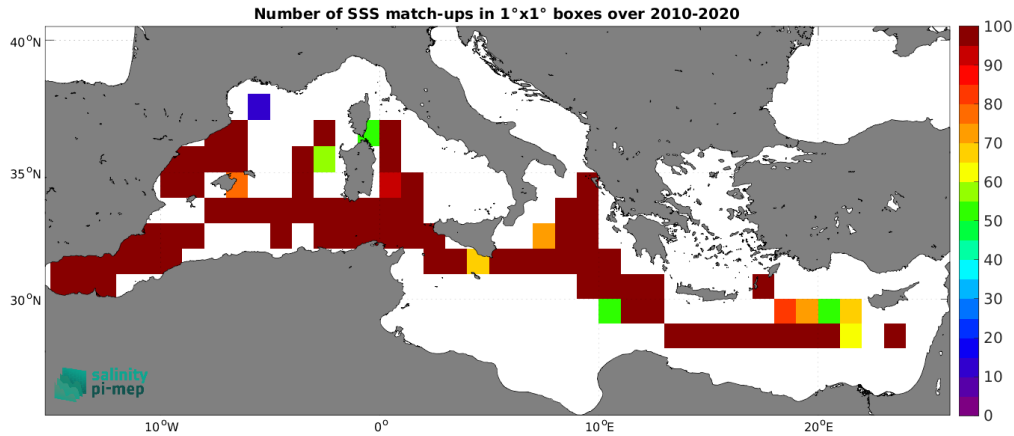 Number of SSS match-ups in 1°x1° boxes over 2010-2020
40°N
35°N
30°N
10°W
0°
10°E
20°E
100
90
80
70
60
50
40
30
20
10
0
salinity
pi-mep